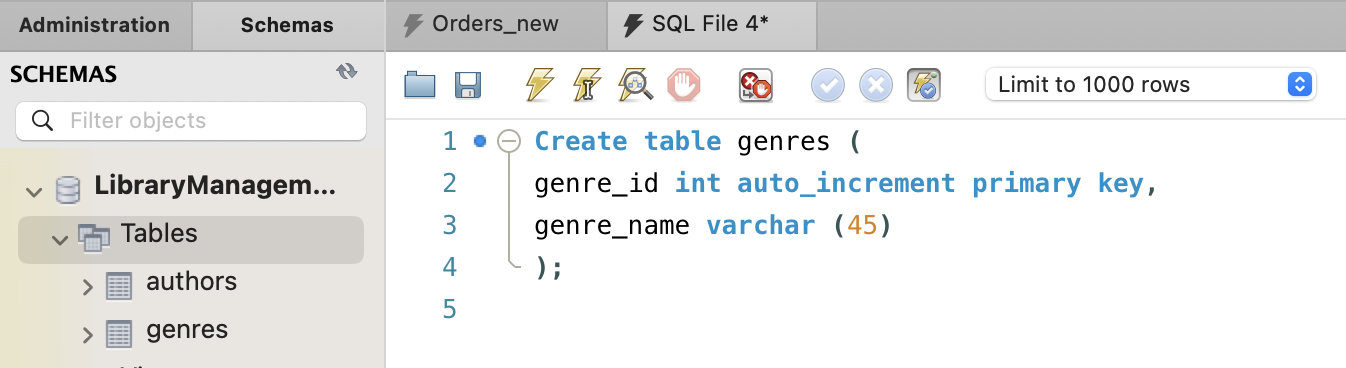 Administration
Schemas
SCHEMAS
Filter objects
LibraryManagem...
Tables
authors
genres
Orders_new
SQL File 4*
Limit to 1000 rows
1 Create table genres (
2 genre_id int auto_increment primary key,
3 genre_name varchar (45)
4 );
5